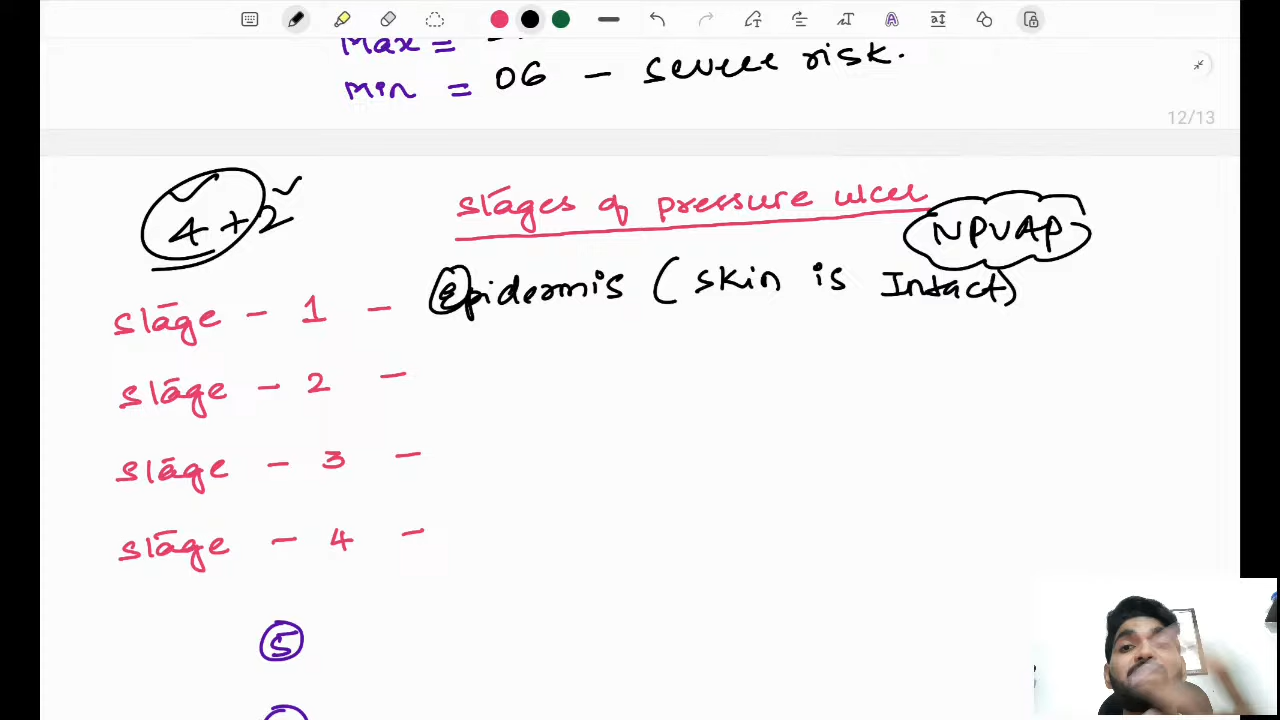 Max =
Min = 06 - severe risk.
12/13
4+2
stages of pressure ulcer
NPUAP
stage - 1 - Epidermis (skin is Intact)
stage - 2 -
stage - 3 -
stage - 4 -
5